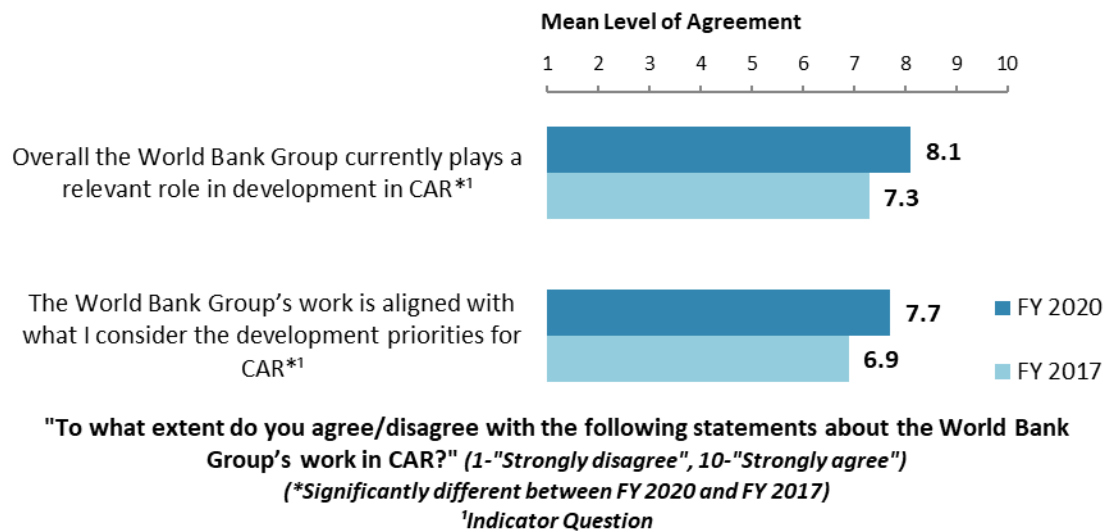 Mean Level of Agreement
1 2 3 4 5 6 7 8 9 10
Overall the World Bank Group currently plays a
relevant role in development in CAR*¹
8.1
7.3
The World Bank Group’s work is aligned with
what I consider the development priorities for
CAR*¹
7.7
6.9
FY 2020
FY 2017
"To what extent do you agree/disagree with the following statements about the World Bank
Group’s work in CAR?" (1-"Strongly disagree", 10-"Strongly agree")
(*Significantly different between FY 2020 and FY 2017)
¹Indicator Question